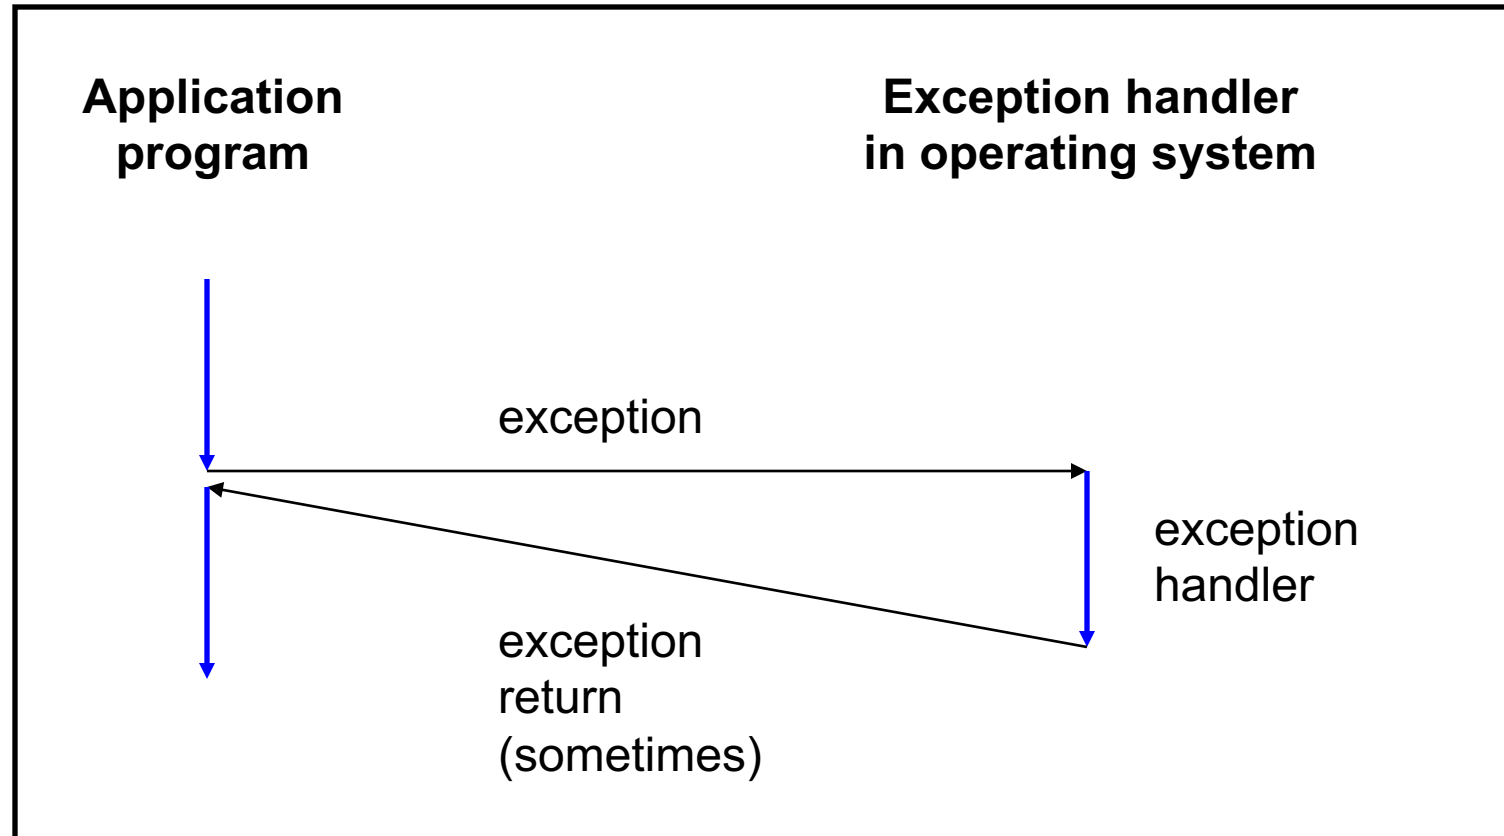 Application
program
Exception handler
in operating system
exception
exception
handler
exception
return
(sometimes)